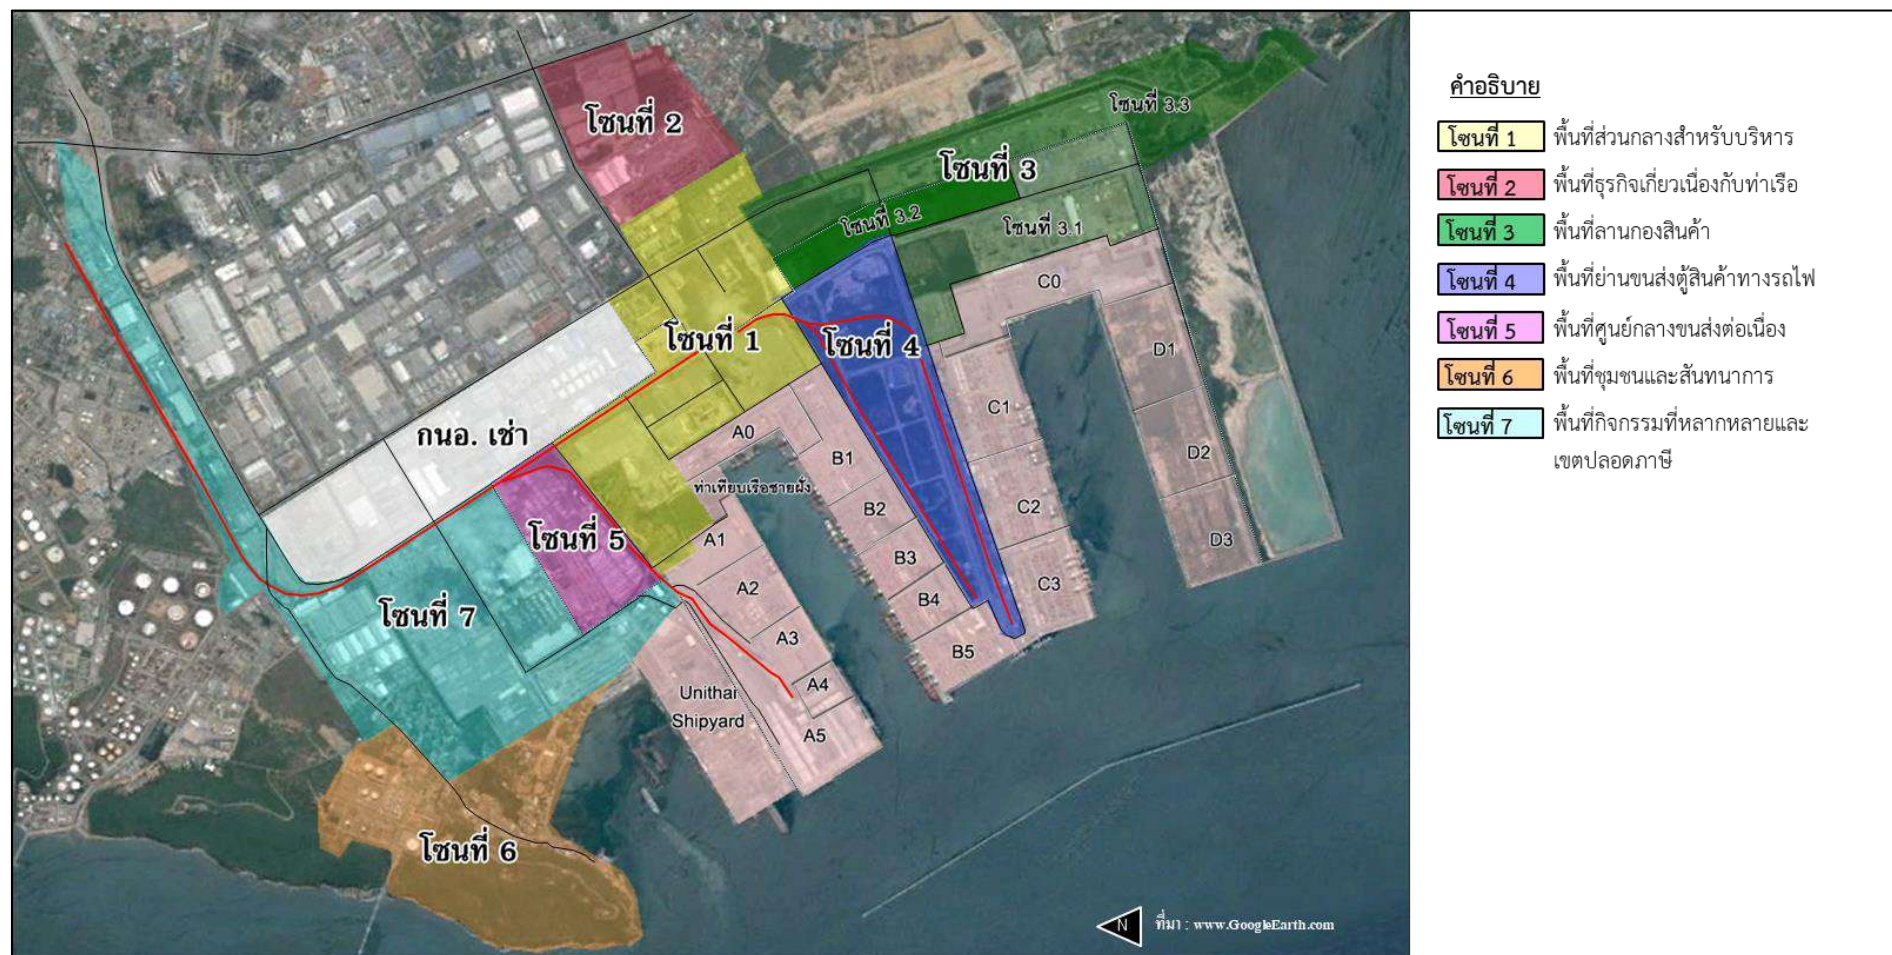 คำอธิบาย
โซนที่ 1 พื้นที่ส่วนกลางสำหรับบริหาร
โซนที่ 2 พื้นที่ธุรกิจเกี่ยวเนื่องกับท่าเรือ
โซนที่ 3 พื้นที่ลานกองสินค้า
โซนที่ 4 พื้นที่ย่านขนส่งตู้สินค้าทางรถไฟ
โซนที่ 5 พื้นที่ศูนย์กลางขนส่งต่อเนื่อง
โซนที่ 6 พื้นที่ชุมชนและสันทนาการ
โซนที่ 7 พื้นที่กิจกรรมที่หลากหลายและ
เขตปลอดภาษี
โซนที่ 2
โซนที่ 3.3
โซนที่ 3
โซนที่ 3.2
โซนที่ 3.1
C0
โซนที่ 1
โซนที่ 4
D1
กนอ. เช่า
A0
C1
B1
D2
ท่าเทียบเรือชายฝั่ง
B2
C2
โซนที่ 5
A1
D3
B3
A2
C3
B4
โซนที่ 7
A3
B5
A4
Unithai
Shipyard
A5
โซนที่ 6
N
ที่มา : www.GoogleEarth.com